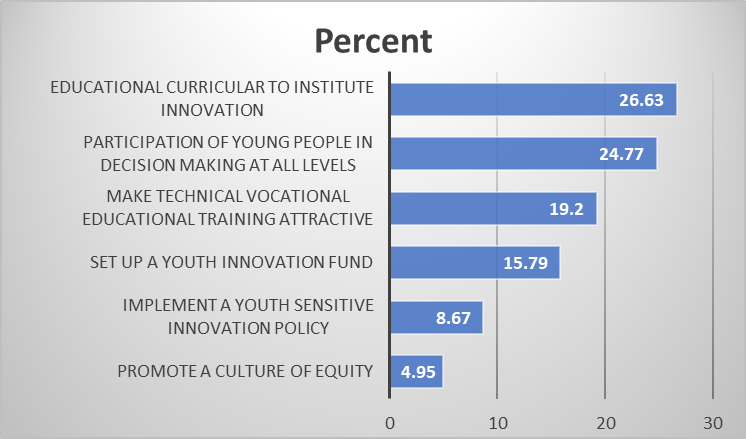 Percent
EDUCATIONAL CURRICULAR TO INSTITUTE
INNOVATION
26.63
PARTICIPATION OF YOUNG PEOPLE IN
DECISION MAKING AT ALL LEVELS
24.77
MAKE TECHNICAL VOCATIONAL
EDUCATIONAL TRAINING ATTRACTIVE
19.2
SET UP A YOUTH INNOVATION FUND
15.79
IMPLEMENT A YOUTH SENSITIVE
INNOVATION POLICY
8.67
PROMOTE A CULTURE OF EQUITY
4.95
0 10 20 30